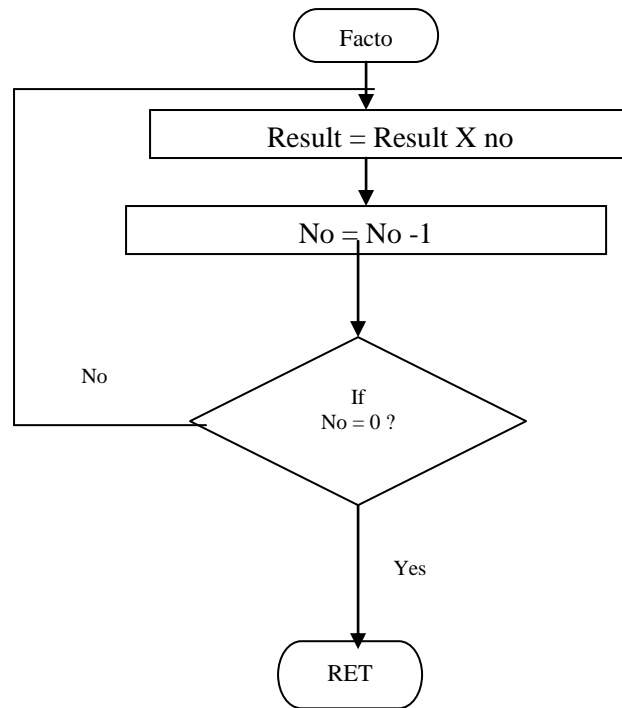 Facto
Result = Result X no
No = No -1
No
If
No = 0 ?
Yes
RET